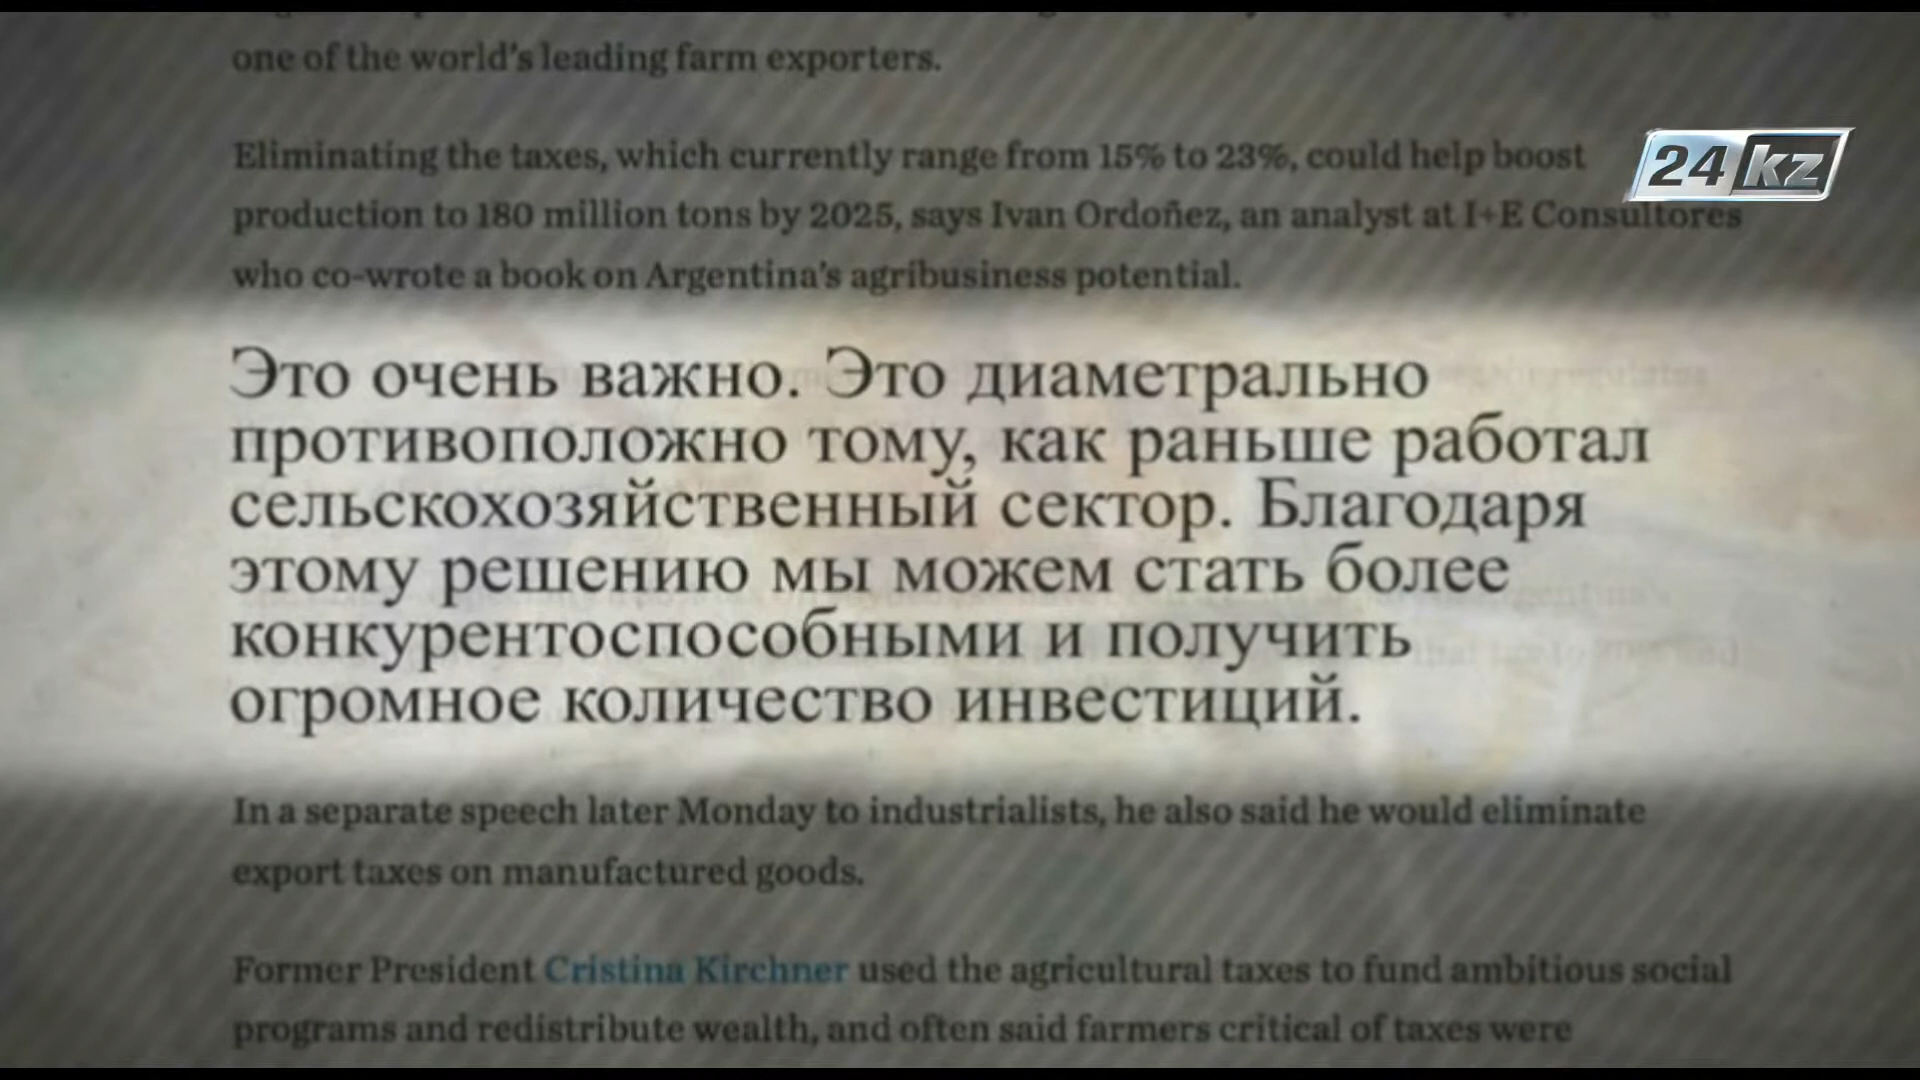 one of the world's leading farm exporters.
Eliminating the taxes, which currently range from 15% to 23%, could help boost
production to 180 million tons by 2025, says Ivan Ordoñez, an analyst at I+E Consultores
who co-wrote a book on Argentina's agribusiness potential.
24 kz
Это очень важно. Это диаметрально
противоположно тому, как раньше работал
сельскохозяйственный сектор. Благодаря
этому решению мы можем стать более
конкурентоспособными и получить
огромное количество инвестиций.
In a separate speech later Monday to industrialists, he also said he would eliminate
export taxes on manufactured goods.
Former President Cristina Kirchner used the agricultural taxes to fund ambitious social
programs and redistribute wealth, and often said farmers critical of taxes were